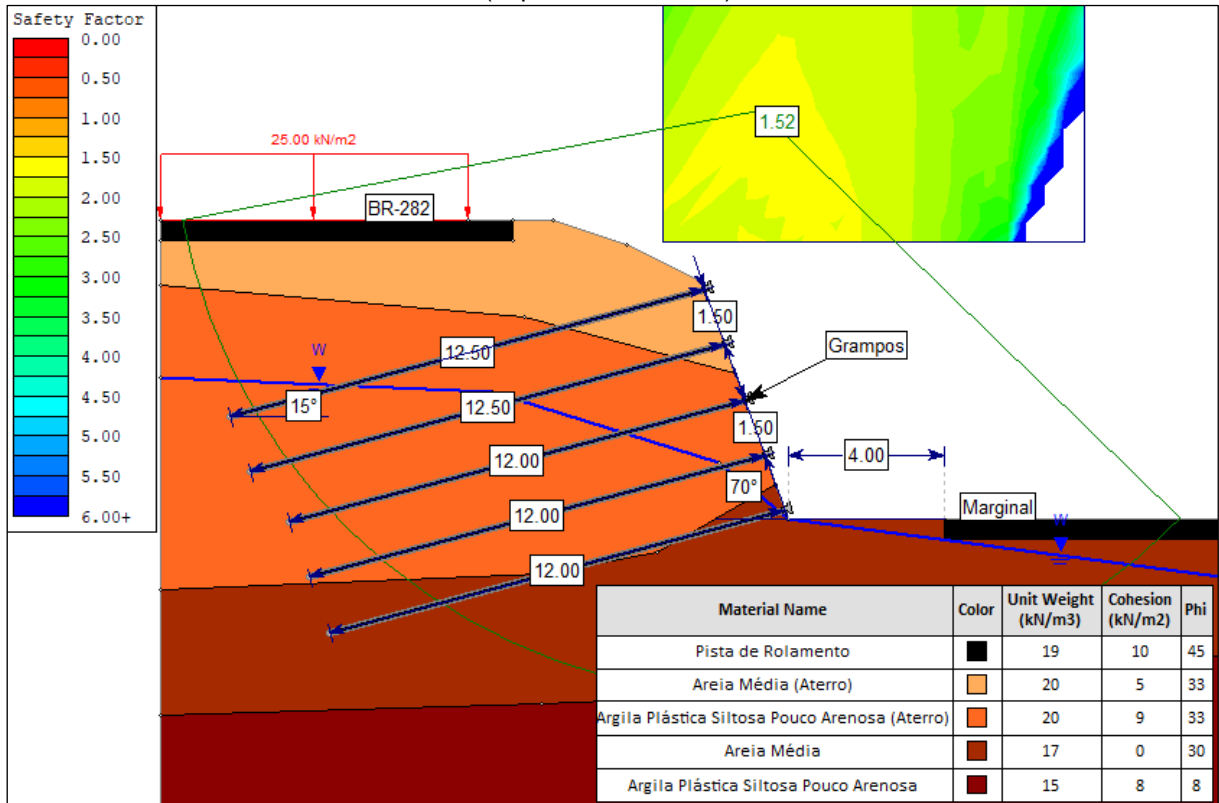 Safety Factor
0.00
0.50
1.00
1.50
2.00
2.50
3.00
3.50
4.00
4.50
5.00
5.50
6.00+
1.52
25.00 kN/m2
BR-282
1.50
12.50
W
15°
Grampos
12.50
1.50
12.00
4.00
70°
12.00
Marginal
W
12.00
Material Name Color Unit Weight (kN/m3) Cohesion (kN/m2) Phi
Pista de Rolamento 19 10 45
Areia Média (Aterro) 20 5 33
Argila Plástica Siltosa Pouco Arenosa (Aterro) 20 9 33
Areia Média 17 0 30
Argila Plástica Siltosa Pouco Arenosa 15 8 8